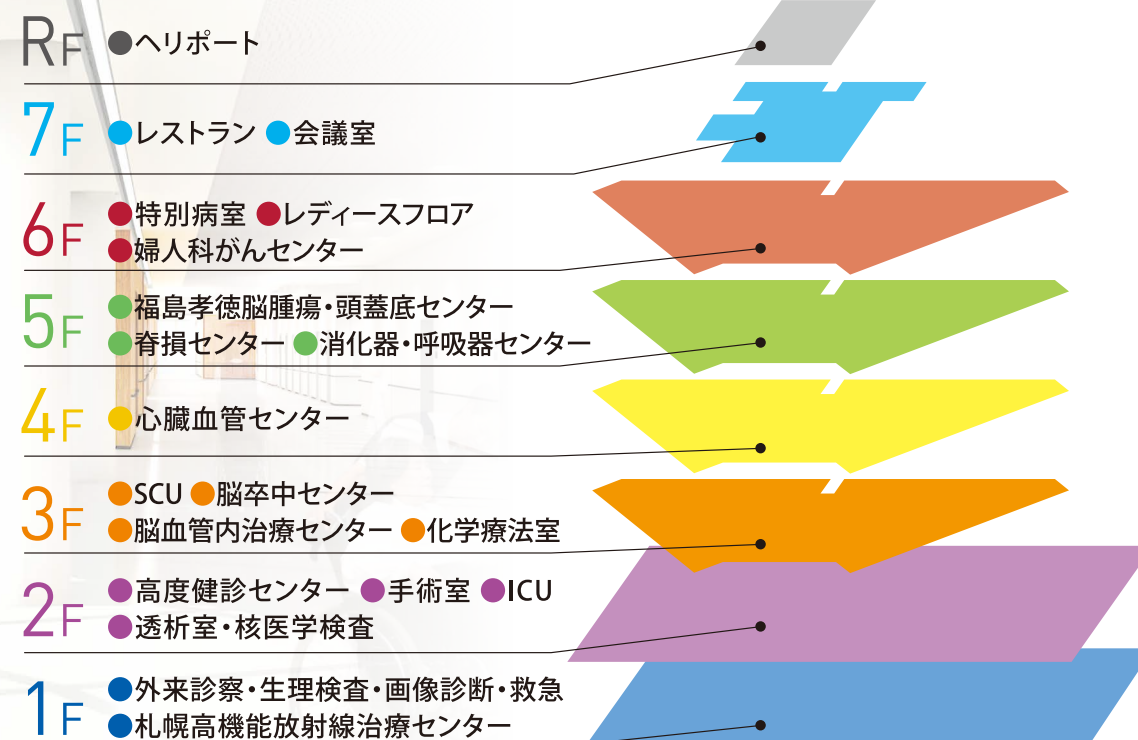 RF ●ヘリポート
7F ●レストラン ●会議室
6F ●特別病室 ●レディースフロア
●婦人科がんセンター
5F ●福島孝徳脳腫瘍・頭蓋底センター
●脊損センター ●消化器・呼吸器センター
4F ●心臓血管センター
3F ●SCU ●脳卒中センター
●脳血管内治療センター ●化学療法室
2F ●高度健診センター ●手術室 ●ICU
●透析室・核医学検査
1F ●外来診察・生理検査・画像診断・救急
●札幌高機能放射線治療センター